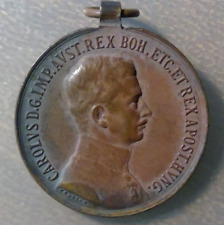 CAROLVS D.G.IMP.AVST.REX BOH.ETC.ET REX APOST.HVNG.